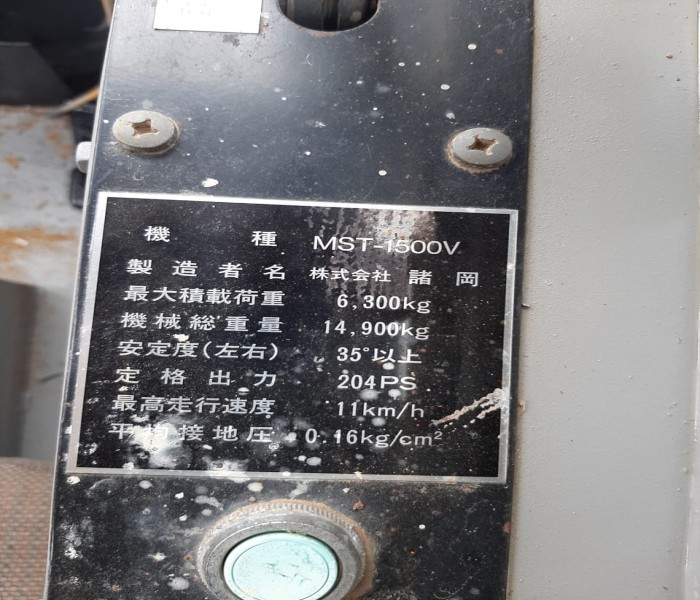 機種 MST-1500V
製造者名 株式会社 諸岡
最大積載荷重 6,300kg
機械総重量 14,900kg
安定度(左右) 35°以上
定格出力 204PS
最高走行速度 11km/h
平均接地圧 0.16kg/cm²